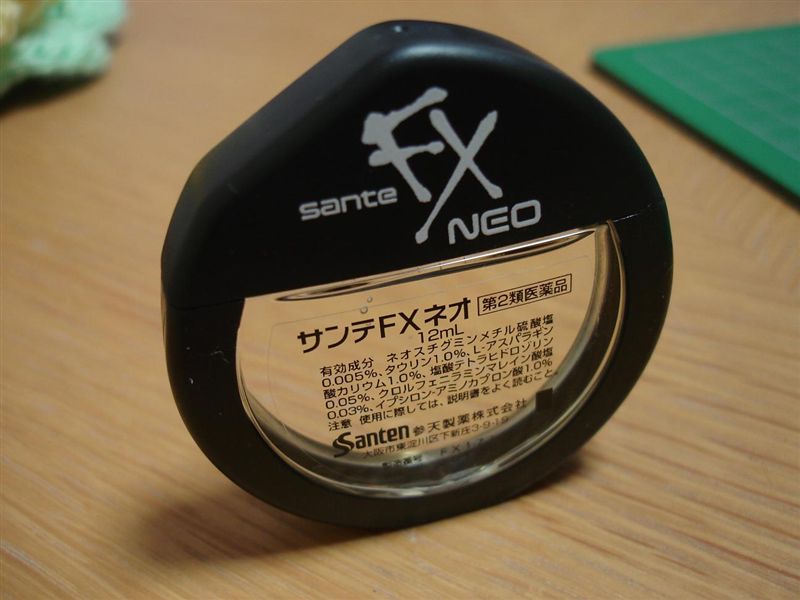 sante FX
NEO
サンテFXネオ 第2類医薬品
12mL
有効成分 ネオスチグミンメチル硫酸塩
0.005%、タウリン1.0%、L-アスパラギン
酸カリウム1.0%、塩酸テトラヒドロゾリン
0.05%、クロルフェニラミンマレイン酸塩
0.03%、イプシロン-アミノカプロン酸1.0%
注意 使用に際しては、説明書をよく読むこと
Santen 参天製薬株式会社
大阪市東淀川区下新庄3-9-19
製造番号 FX17